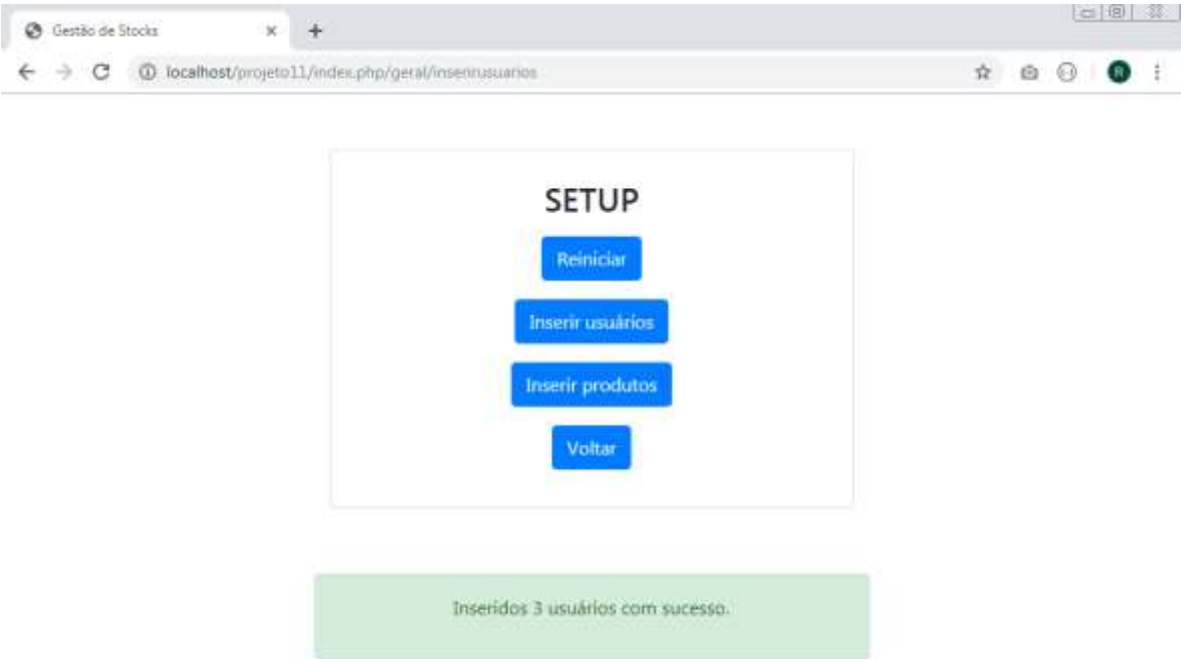 Gestão de Stocks
localhost/projeto11/index.php/geral/inserirusuarios
R
SETUP
Reiniciar
Inserir usuários
Inserir produtos
Voltar
Inseridos 3 usuários com sucesso.